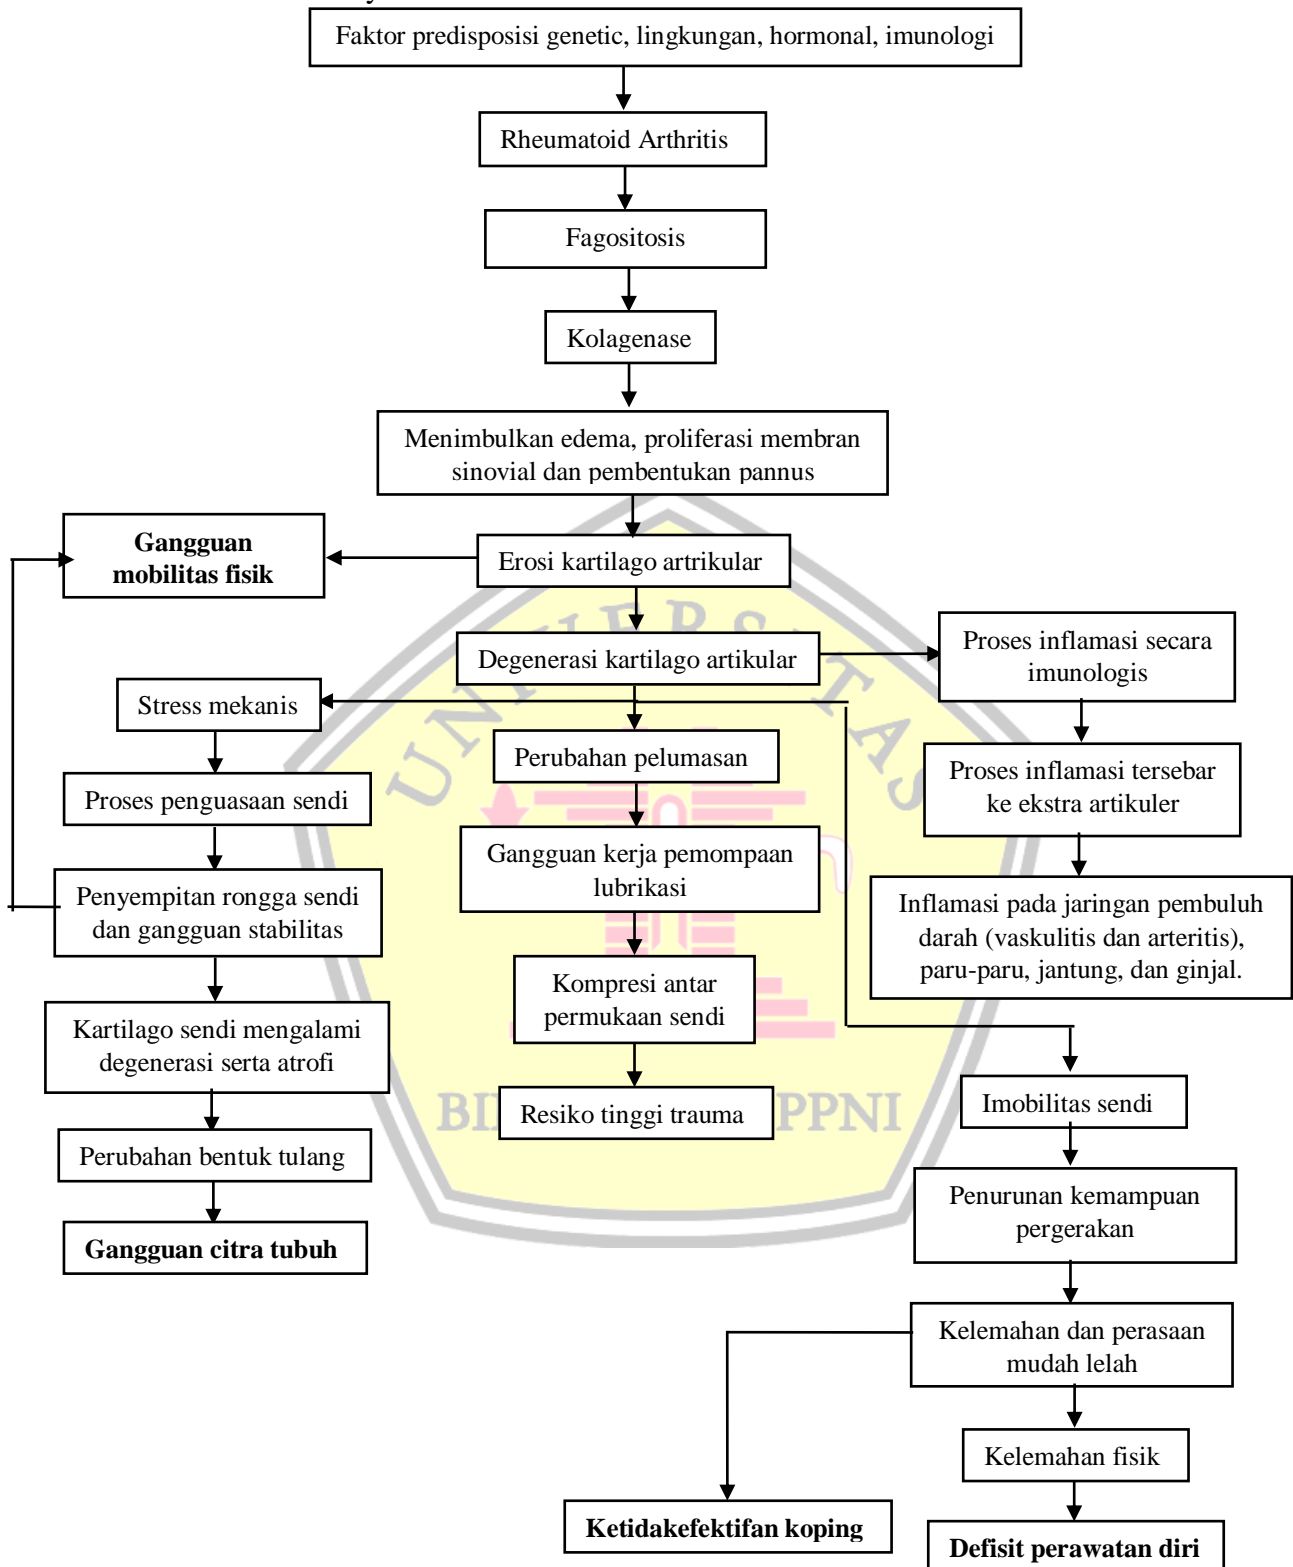 Faktor predisposisi genetic, lingkungan, hormonal, imunologi
Rheumatoid Arthritis
Fagositosis
Kolagenase
Menimbulkan edema, proliferasi membran
sinovial dan pembentukan pannus
Gangguan
mobilitas fisik
Erosi kartilago artrikular
Degenerasi kartilago artikular
Proses inflamasi secara
imunologis
Stress mekanis
Perubahan pelumasan
Proses inflamasi tersebar
ke ekstra artikuler
Proses penguasaan sendi
Gangguan kerja pemompaan
lubrikasi
Penyempitan rongga sendi
dan gangguan stabilitas
Inflamasi pada jaringan pembuluh
darah (vaskulitis dan arteritis),
paru-paru, jantung, dan ginjal.
Kompresi antar
permukaan sendi
Kartilago sendi mengalami
degenerasi serta atrofi
Imobilitas sendi
Resiko tinggi trauma
Perubahan bentuk tulang
Penurunan kemampuan
pergerakan
Gangguan citra tubuh
Kelemahan dan perasaan
mudah lelah
Kelemahan fisik
Ketidakefektifan koping
Defisit perawatan diri
UNIVERSITAS
PPNI